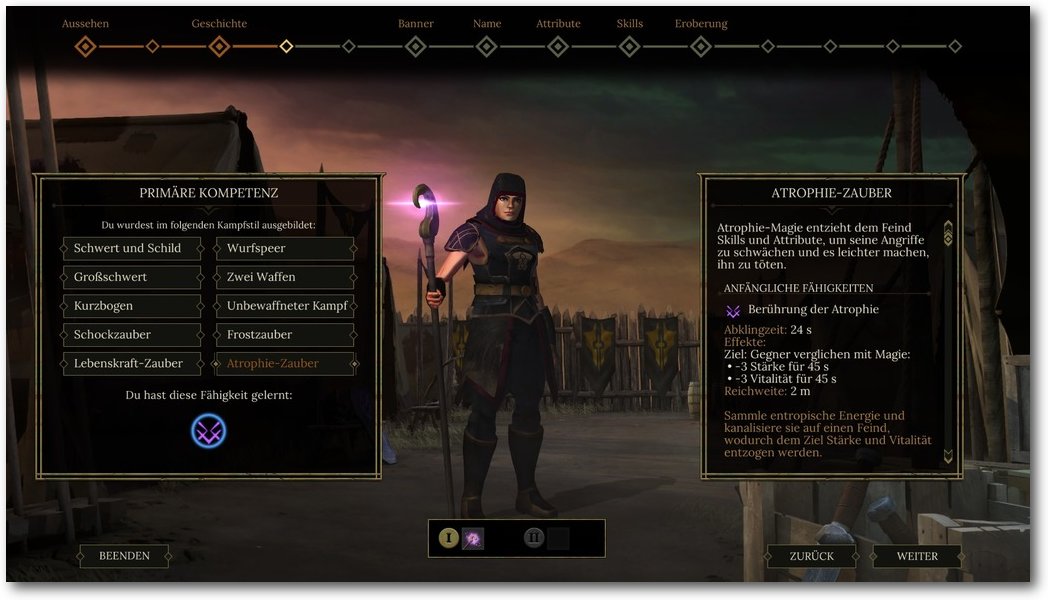 Aussehen
Geschichte
Banner
Name
Attribute
Skills
Eroberung
PRIMÄRE KOMPETENZ
Du wurdest im folgenden Kampfstil ausgebildet:
Schwert und Schild
Wurfspeer
Großschwert
Zwei Waffen
Kurzbogen
Unbewaffneter Kampf
Schockzauber
Frostzauber
Lebenskraft-Zauber
Atrophie-Zauber
Du hast diese Fähigkeit gelernt:
ATROPHIE-ZAUBER
Atrophie-Magie entzieht dem Feind
Skills und Attribute, um seine Angriffe
zu schwächen und es leichter machen,
ihn zu töten.
ANFÄNGLICHE FÄHIGKEITEN
Berührung der Atrophie
Abklingzeit: 24 s
Effekte:
Ziel: Gegner verglichen mit Magie:
• -3 Stärke für 45 s
• -3 Vitalität für 45 s
Reichweite: 2 m
Sammle entropische Energie und
kanalisiere sie auf einen Feind,
wodurch dem Ziel Stärke und Vitalität
entzogen werden.
I
II
BEENDEN
ZURÜCK
WEITER